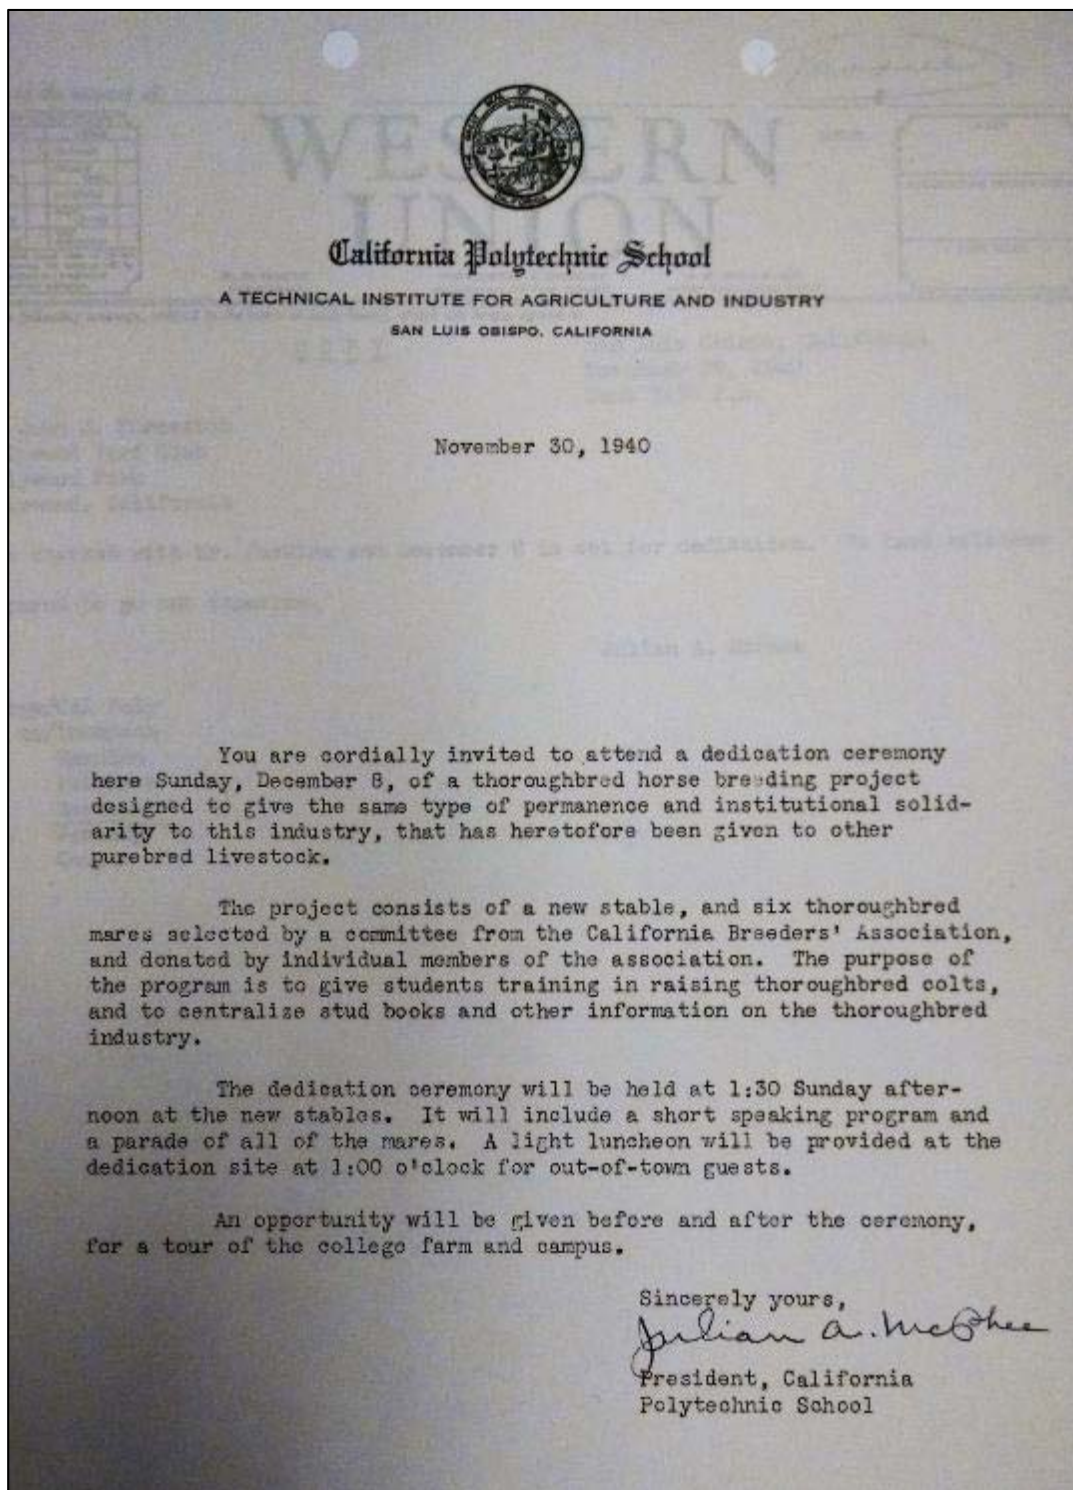 WESTERN
UNION
California Polytechnic School
A TECHNICAL INSTITUTE FOR AGRICULTURE AND INDUSTRY
SAN LUIS OBISPO, CALIFORNIA
November 30, 1940
You are cordially invited to attend a dedication ceremony
here Sunday, December 8, of a thoroughbred horse breeding project
designed to give the same type of permanence and institutional solid-
arity to this industry, that has heretofore been given to other
purebred livestock.
The project consists of a new stable, and six thoroughbred
mares selected by a committee from the California Breeders' Association,
and donated by individual members of the association. The purpose of
the program is to give students training in raising thoroughbred colts,
and to centralize stud books and other information on the thoroughbred
industry.
The dedication ceremony will be held at 1:30 Sunday after-
noon at the new stables. It will include a short speaking program and
a parade of all of the mares. A light luncheon will be provided at the
dedication site at 1:00 o'clock for out-of-town guests.
An opportunity will be given before and after the ceremony,
for a tour of the college farm and campus.
Sincerely yours,
Julian A. McPhee
President, California
Polytechnic School